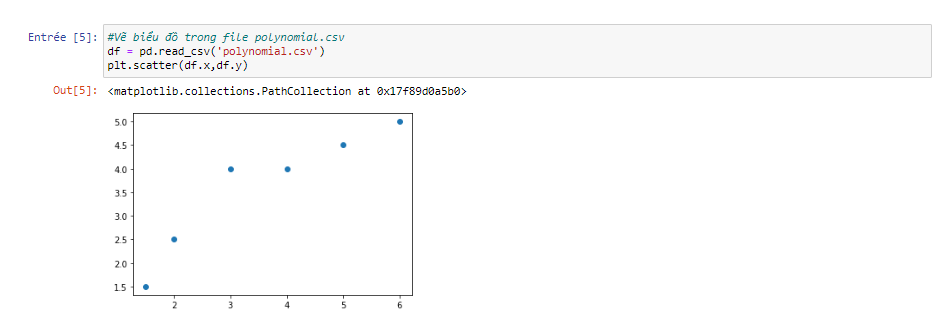 Entrée [5]: #Vẽ biểu đồ trong file polynomial.csv
df = pd.read_csv('polynomial.csv')
plt.scatter(df.x,df.y)
Out[5]: <matplotlib.collections.PathCollection at 0x17f89d0a5b0>
5.0
4.5
4.0
3.5
3.0
2.5
2.0
1.5
2 3 4 5 6